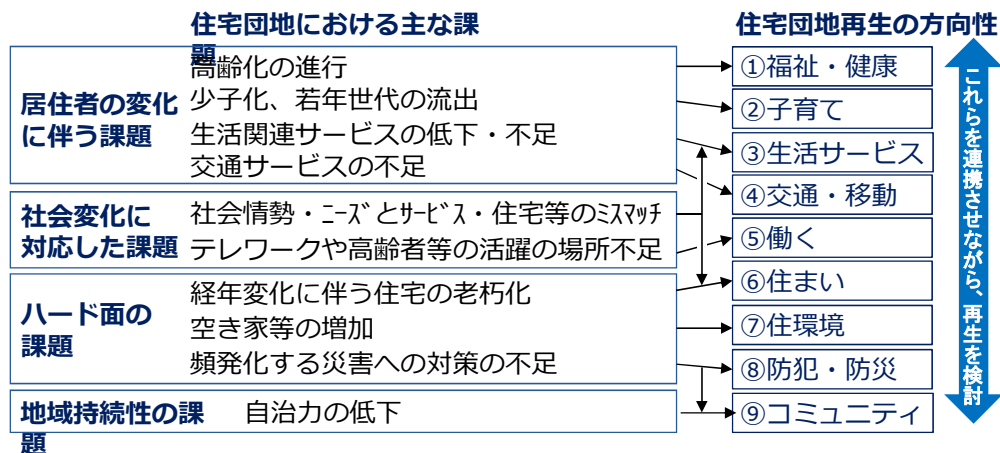 住宅団地における主な課
題
住宅団地再生の方向性
居住者の変化
に伴う課題
高齢化の進行
少子化、若年世代の流出
生活関連サービスの低下・不足
交通サービスの不足
社会変化に
対応した課題
社会情勢・ﾆｰｽﾞとｻｰﾋﾞｽ・住宅等のﾐｽﾏｯﾁ
テレワークや高齢者等の活躍の場所不足
ハード面の
課題
経年変化に伴う住宅の老朽化
空き家等の増加
頻発化する災害への対策の不足
地域持続性の課
題
自治力の低下
①福祉・健康
②子育て
③生活サービス
④交通・移動
⑤働く
⑥住まい
⑦住環境
⑧防犯・防災
⑨コミュニティ
これらを連携させながら、再生を検討